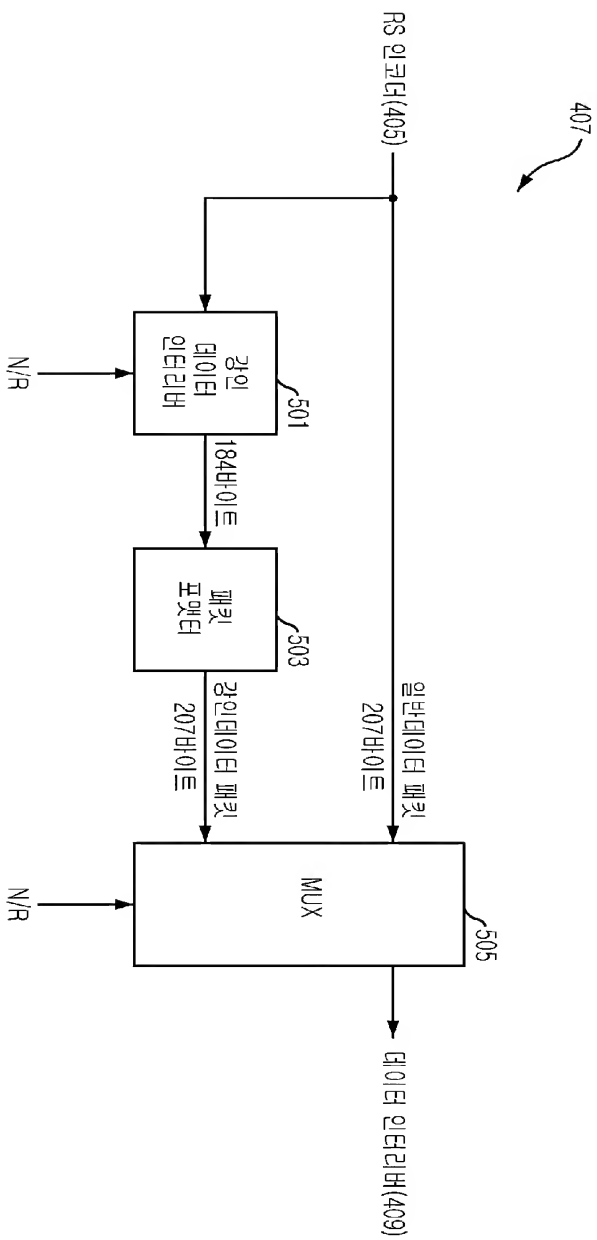 407
RS 인코더(405)
일반데이터 패킷
207바이트
501
강인
데이터
인터리버
N/R
184바이트
503
패킷
포맷터
강인데이터 패킷
207바이트
505
MUX
N/R
데이터 인터리버(409)